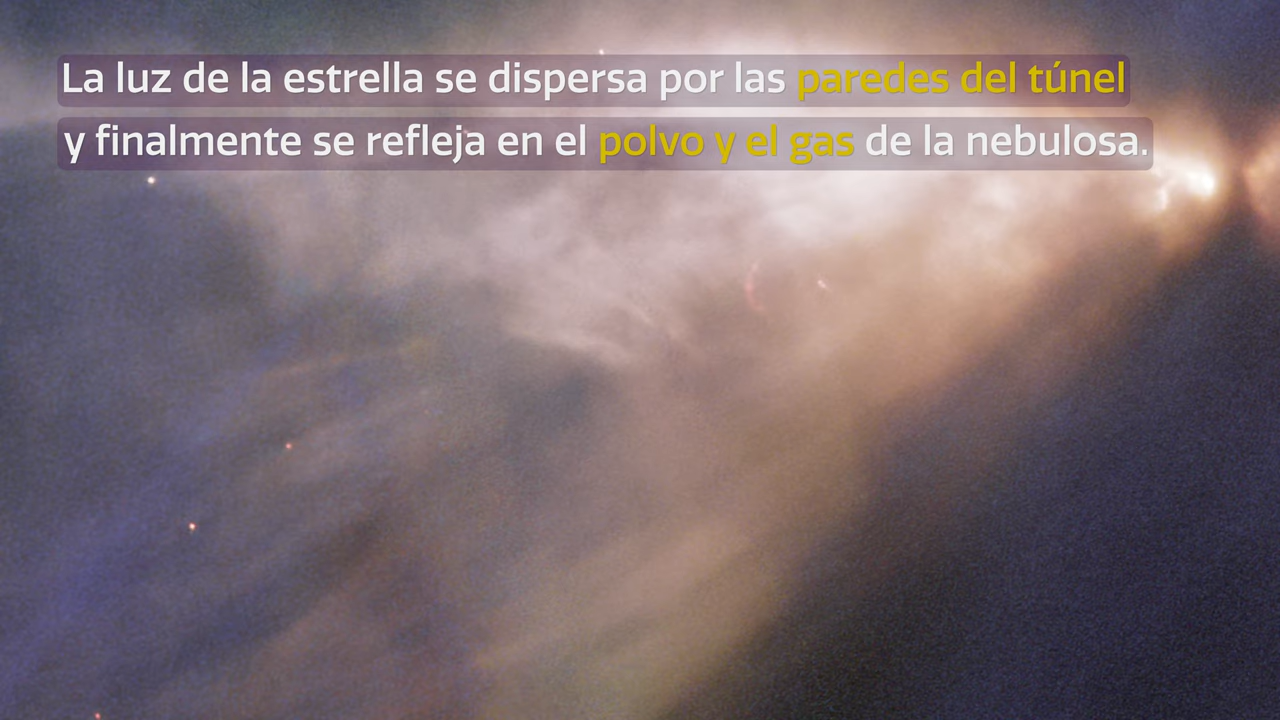 La luz de la estrella se dispersa por las paredes del túnel
y finalmente se refleja en el polvo y el gas de la nebulosa.